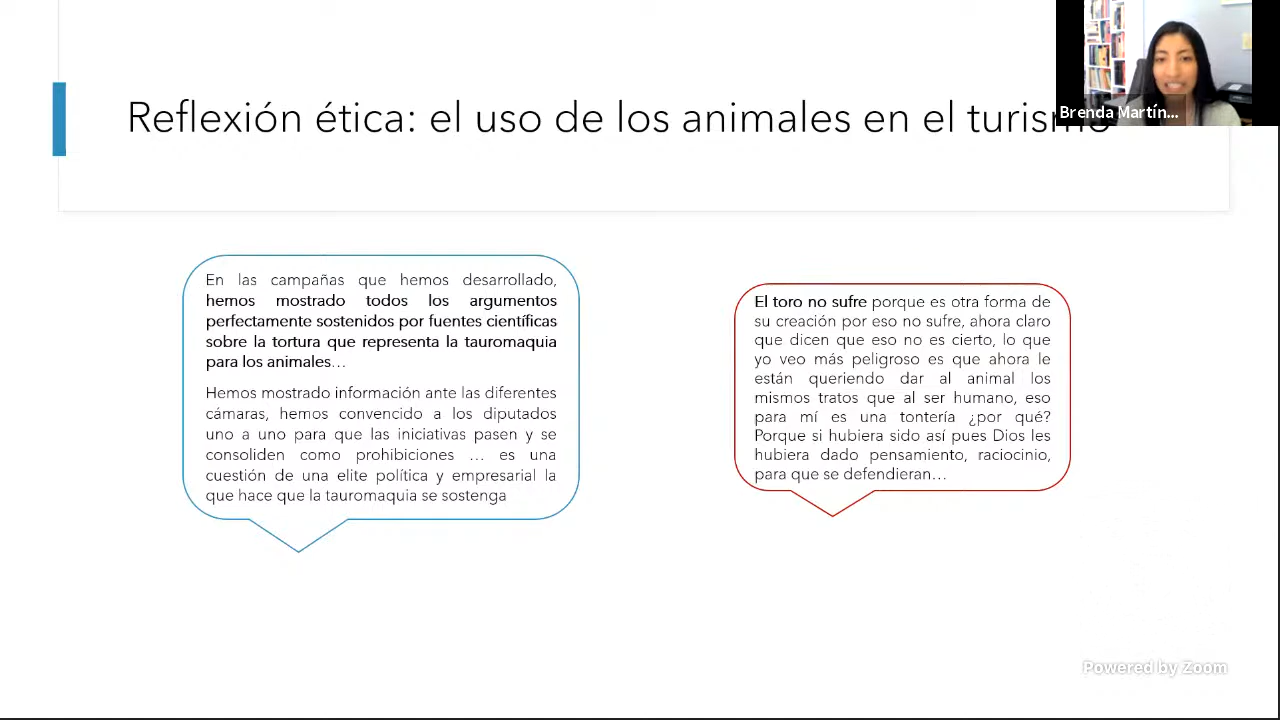 Reflexión ética: el uso de los animales en el turismo
Brenda Martín...
En las campañas que hemos desarrollado,
hemos mostrado todos los argumentos
perfectamente sostenidos por fuentes científicas
sobre la tortura que representa la tauromaquia
para los animales…
Hemos mostrado información ante las diferentes
cámaras, hemos convencido a los diputados
uno a uno para que las iniciativas pasen y se
consoliden como prohibiciones … es una
cuestión de una elite política y empresarial la
que hace que la tauromaquia se sostenga
El toro no sufre porque es otra forma de
su creación por eso no sufre, ahora claro
que dicen que eso no es cierto, lo que
yo veo más peligroso es que ahora le
están queriendo dar al animal los
mismos tratos que al ser humano, eso
para mí es una tontería ¿por qué?
Porque si hubiera sido así pues Dios les
hubiera dado pensamiento, raciocinio,
para que se defendieran…
Powered by Zoom